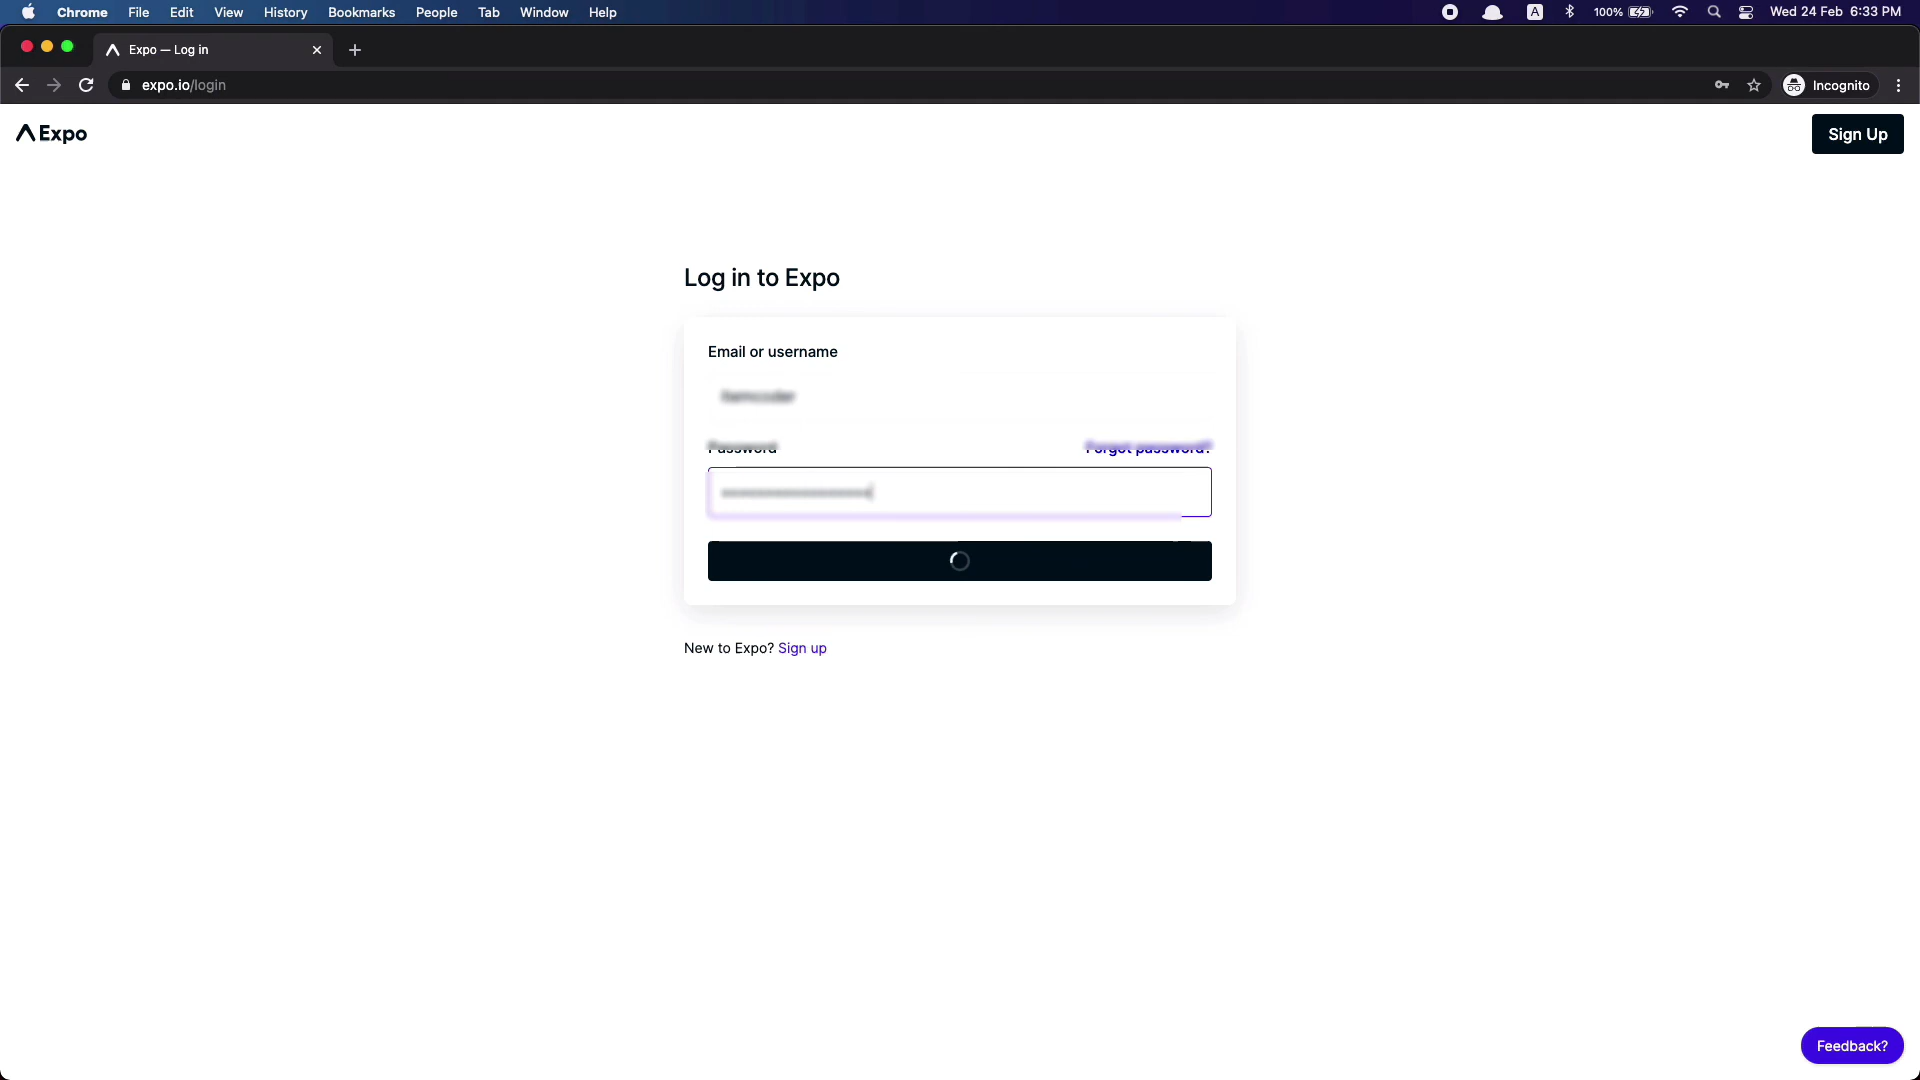 Chrome File Edit View History Bookmarks People Tab Window Help A 100% Wed 24 Feb 6:33 PM
Expo — Log in
expo.io/login Incognito
Expo
Sign Up
Log in to Expo
Email or username
Password Forgot password?
New to Expo? Sign up
Feedback?